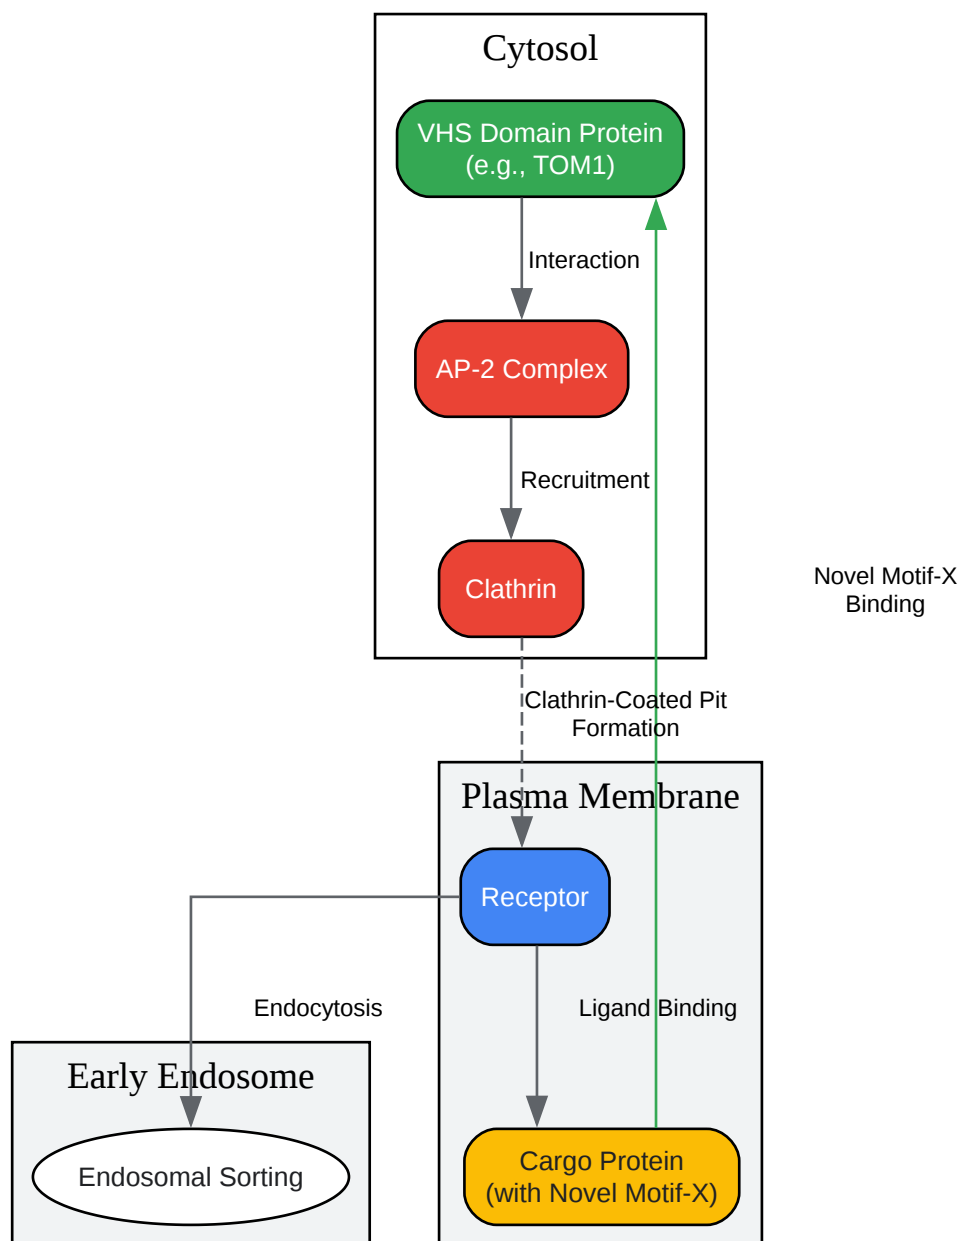 Cytosol
VHS Domain Protein
(e.g., TOM1)
Interaction
AP-2 Complex
Recruitment
Clathrin
Novel Motif-X
Binding
Clathrin-Coated Pit
Formation
Plasma Membrane
Receptor
Endocytosis
Ligand Binding
Early Endosome
Endosomal Sorting
Cargo Protein
(with Novel Motif-X)